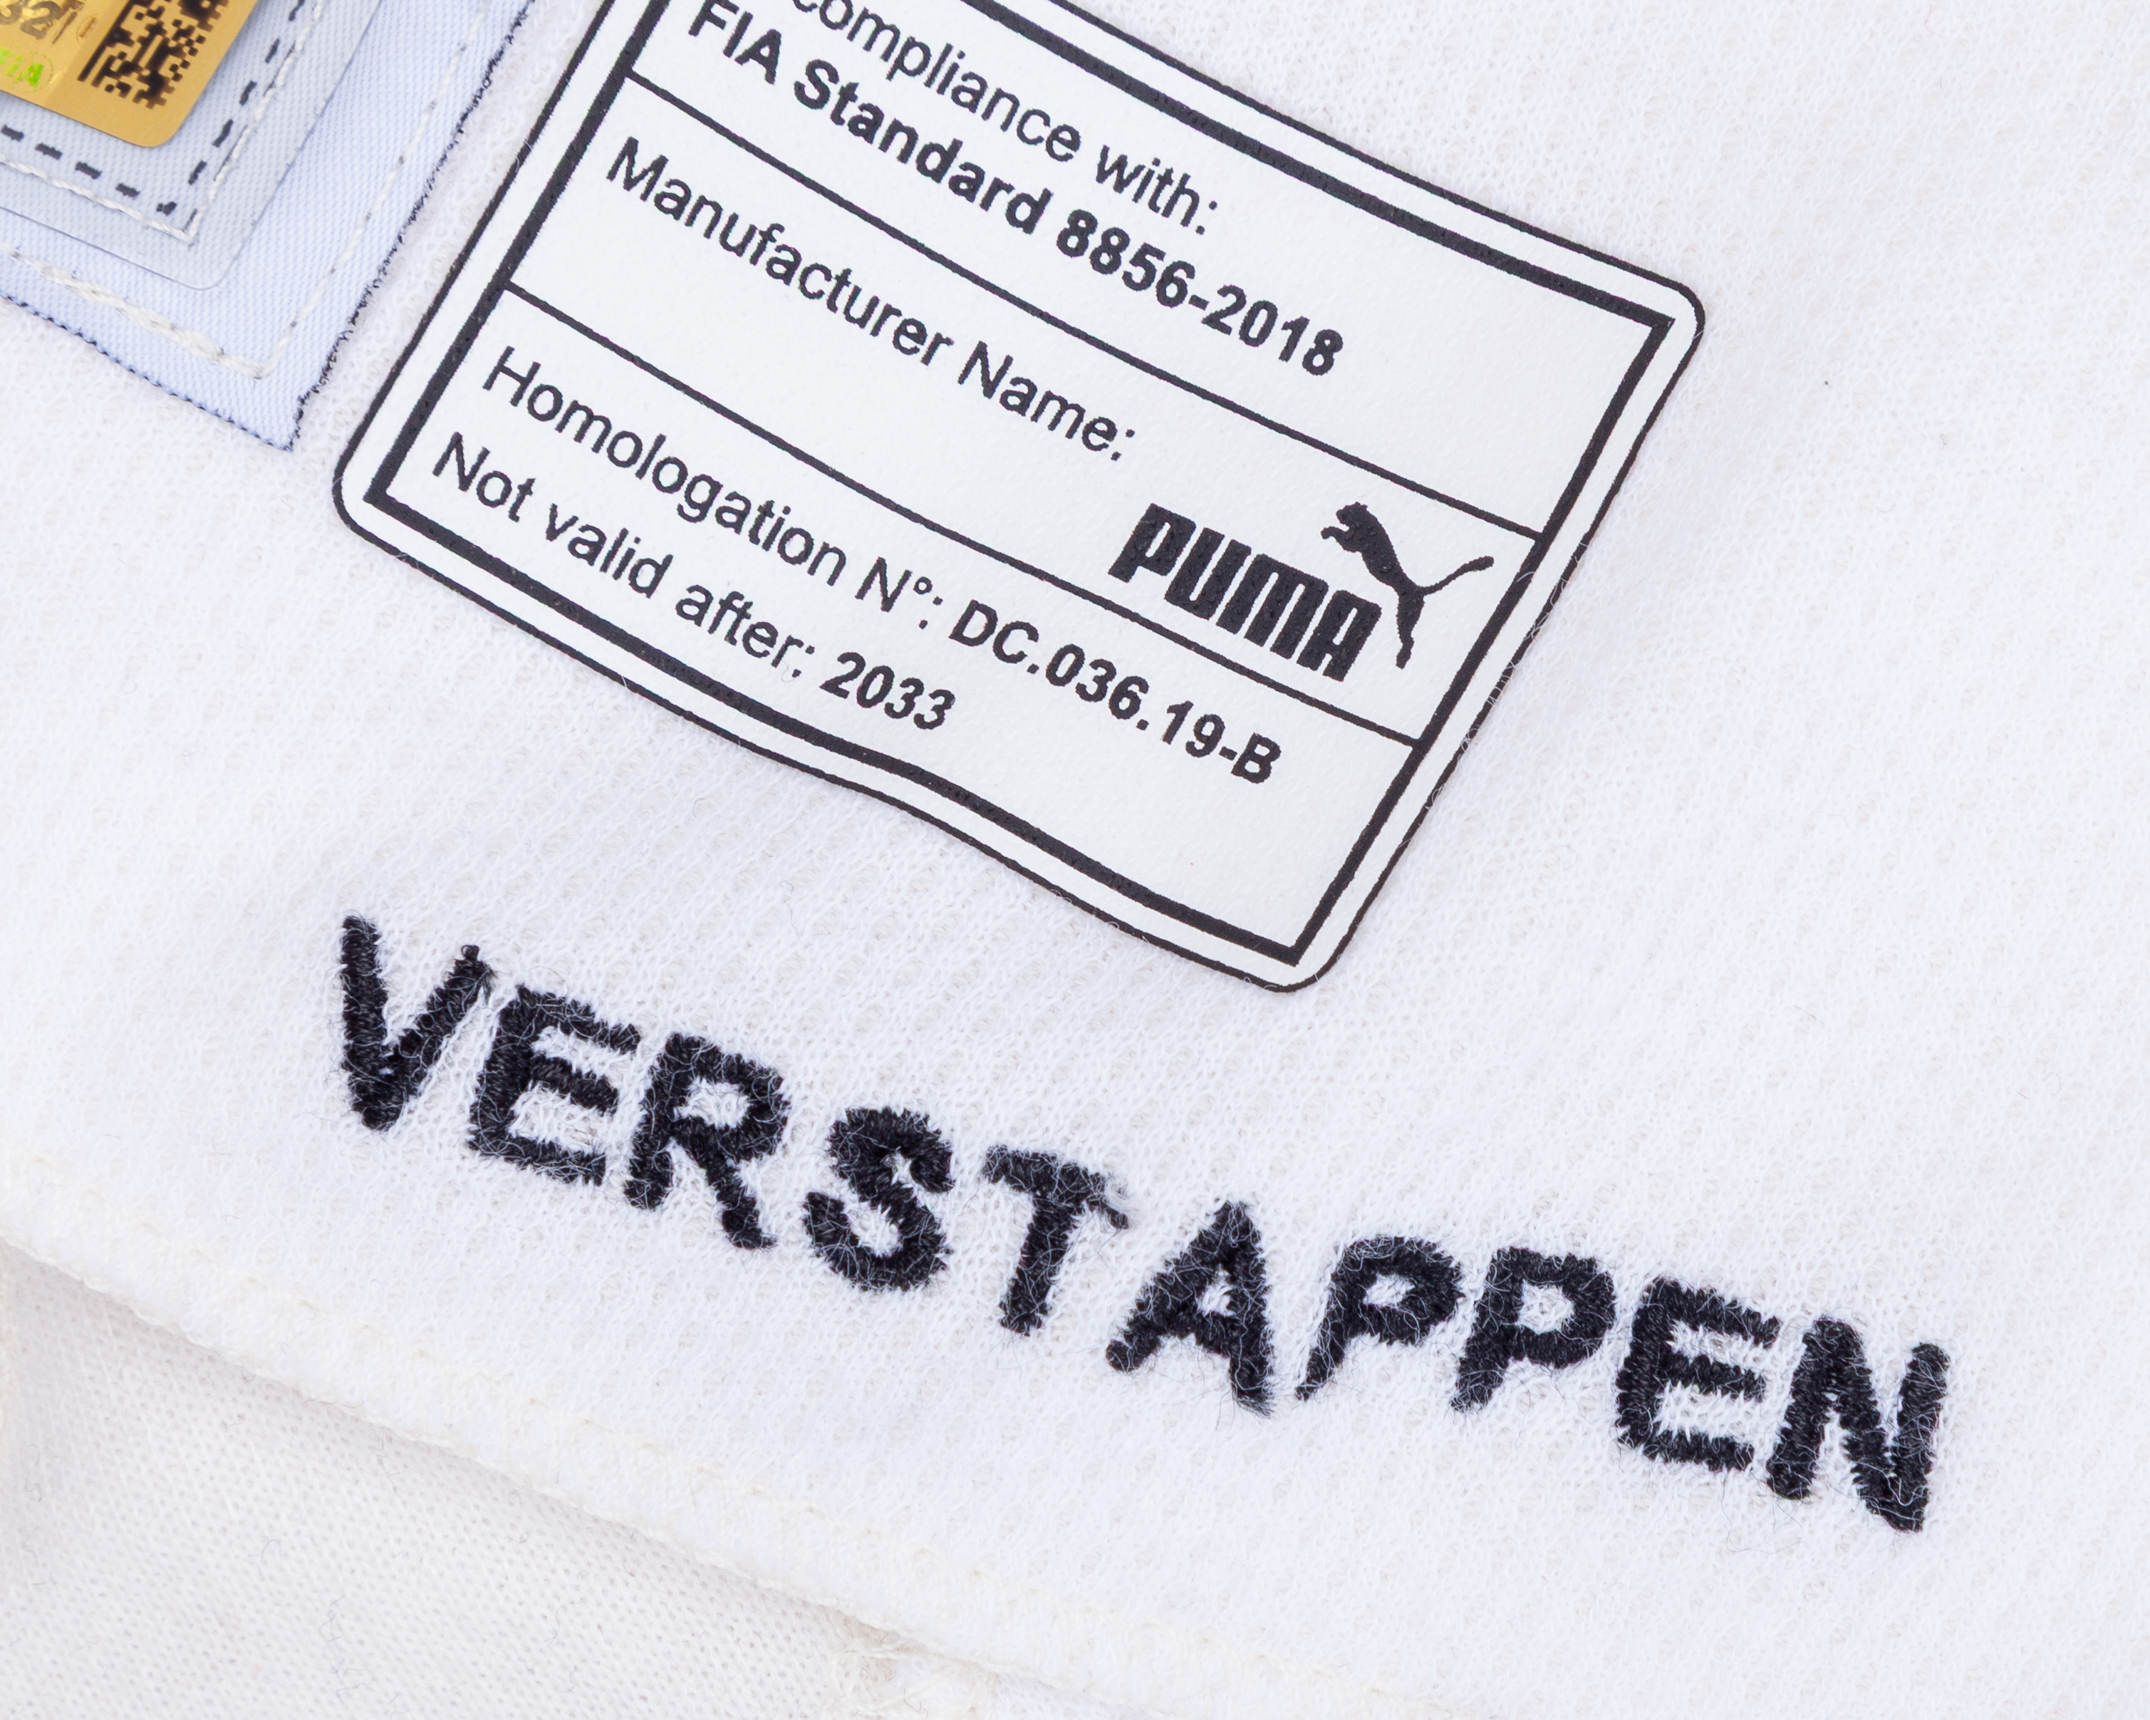 compliance with:
FIA Standard 8856-2018
Manufacturer Name:
PUMA
Homologation N°: DC.036.19-B
Not valid after: 2033
VERSTAPPEN